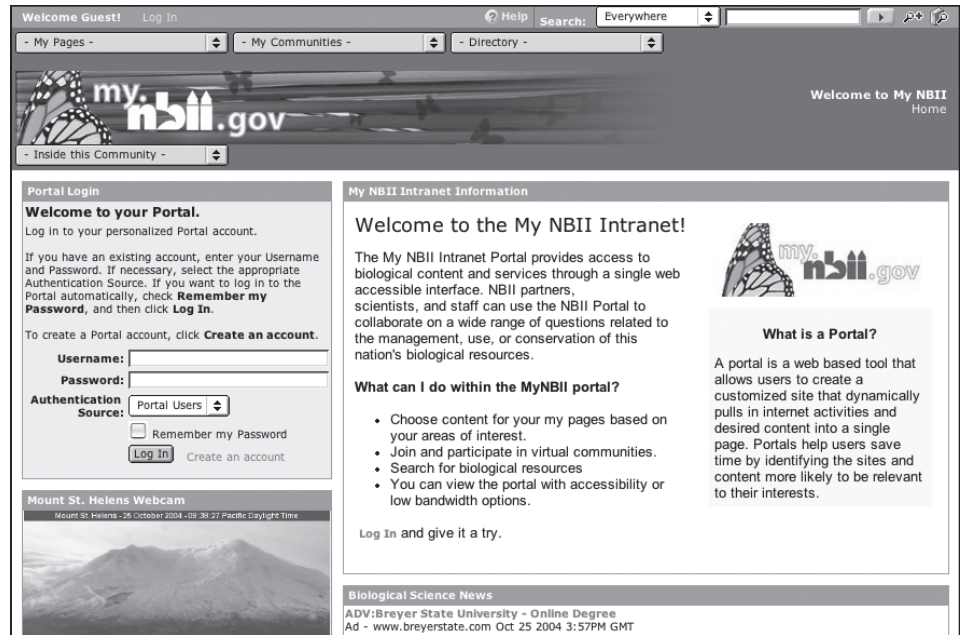 Welcome Guest! Log In Help Search: Everywhere
- My Pages - - My Communities - - Directory -
my.nbii.gov
Welcome to My NBII
Home
- Inside this Community -
Portal Login
Welcome to your Portal.
Log in to your personalized Portal account.
If you have an existing account, enter your Username
and Password. If necessary, select the appropriate
Authentication Source. If you want to log in to the
Portal automatically, check Remember my
Password, and then click Log In.
To create a Portal account, click Create an account.
Username:
Password:
Authentication
Source: Portal Users
Remember my Password
Log In Create an account
Mount St. Helens Webcam
Mount St. Helens - 25 October 2004 - 09:38:27 Pacific Daylight Time
My NBII Intranet Information
Welcome to the My NBII Intranet!
The My NBII Intranet Portal provides access to
biological content and services through a single web
accessible interface. NBII partners,
scientists, and staff can use the NBII Portal to
collaborate on a wide range of questions related to
the management, use, or conservation of this
nation's biological resources.
What can I do within the MyNBII portal?
• Choose content for your my pages based on
your areas of interest.
• Join and participate in virtual communities.
• Search for biological resources
• You can view the portal with accessibility or
low bandwidth options.
Log In and give it a try.
my.nbii.gov
What is a Portal?
A portal is a web based tool that
allows users to create a
customized site that dynamically
pulls in internet activities and
desired content into a single
page. Portals help users save
time by identifying the sites and
content more likely to be relevant
to their interests.
Biological Science News
ADV:Breyer State University - Online Degree
Ad - www.breyerstate.com Oct 25 2004 3:57PM GMT